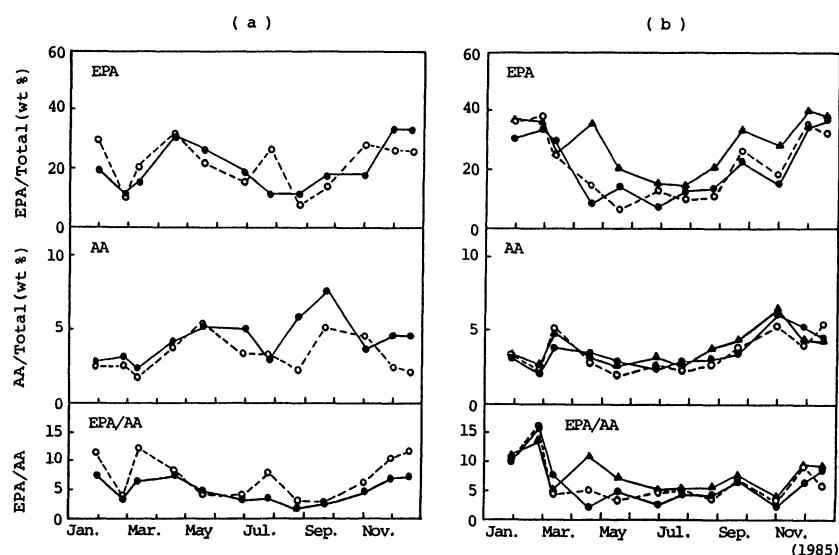 ( a )
( b )
EPA/Total(wt %)
60
40
20
0
EPA
60
40
20
0
EPA
AA/Total(wt %)
10
5
0
AA
10
5
0
AA
EPA/AA
15
10
5
0
EPA/AA
15
10
5
0
EPA/AA
Jan. Mar. May Jul. Sep. Nov.
Jan. Mar. May Jul. Sep. Nov.
(1985)